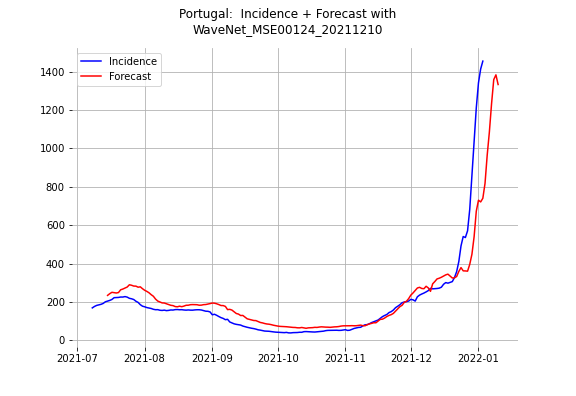 Portugal:  Incidence + Forecast with
WaveNet_MSE00124_20211210
Incidence
Forecast
1400
1200
1000
800
600
400
200
0
2021-07 2021-08 2021-09 2021-10 2021-11 2021-12 2022-01